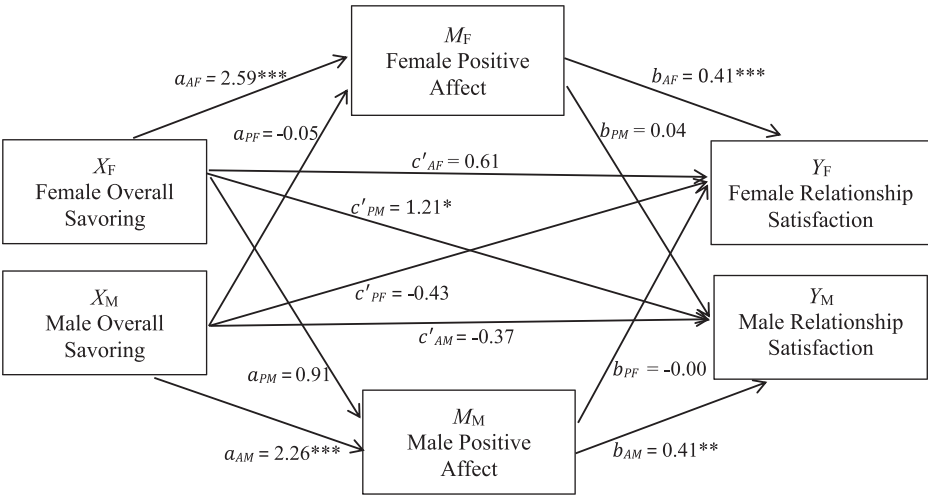 M_F
Female Positive
Affect
a_AF = 2.59***
b_AF = 0.41***
a_PF = -0.05
b_PM = 0.04
X_F
Female Overall
Savoring
c'_AF = 0.61
Y_F
Female Relationship
Satisfaction
c'_PM = 1.21*
X_M
Male Overall
Savoring
c'_PF = -0.43
Y_M
Male Relationship
Satisfaction
c'_AM = -0.37
a_PM = 0.91
b_PF = -0.00
M_M
Male Positive
Affect
a_AM = 2.26***
b_AM = 0.41**